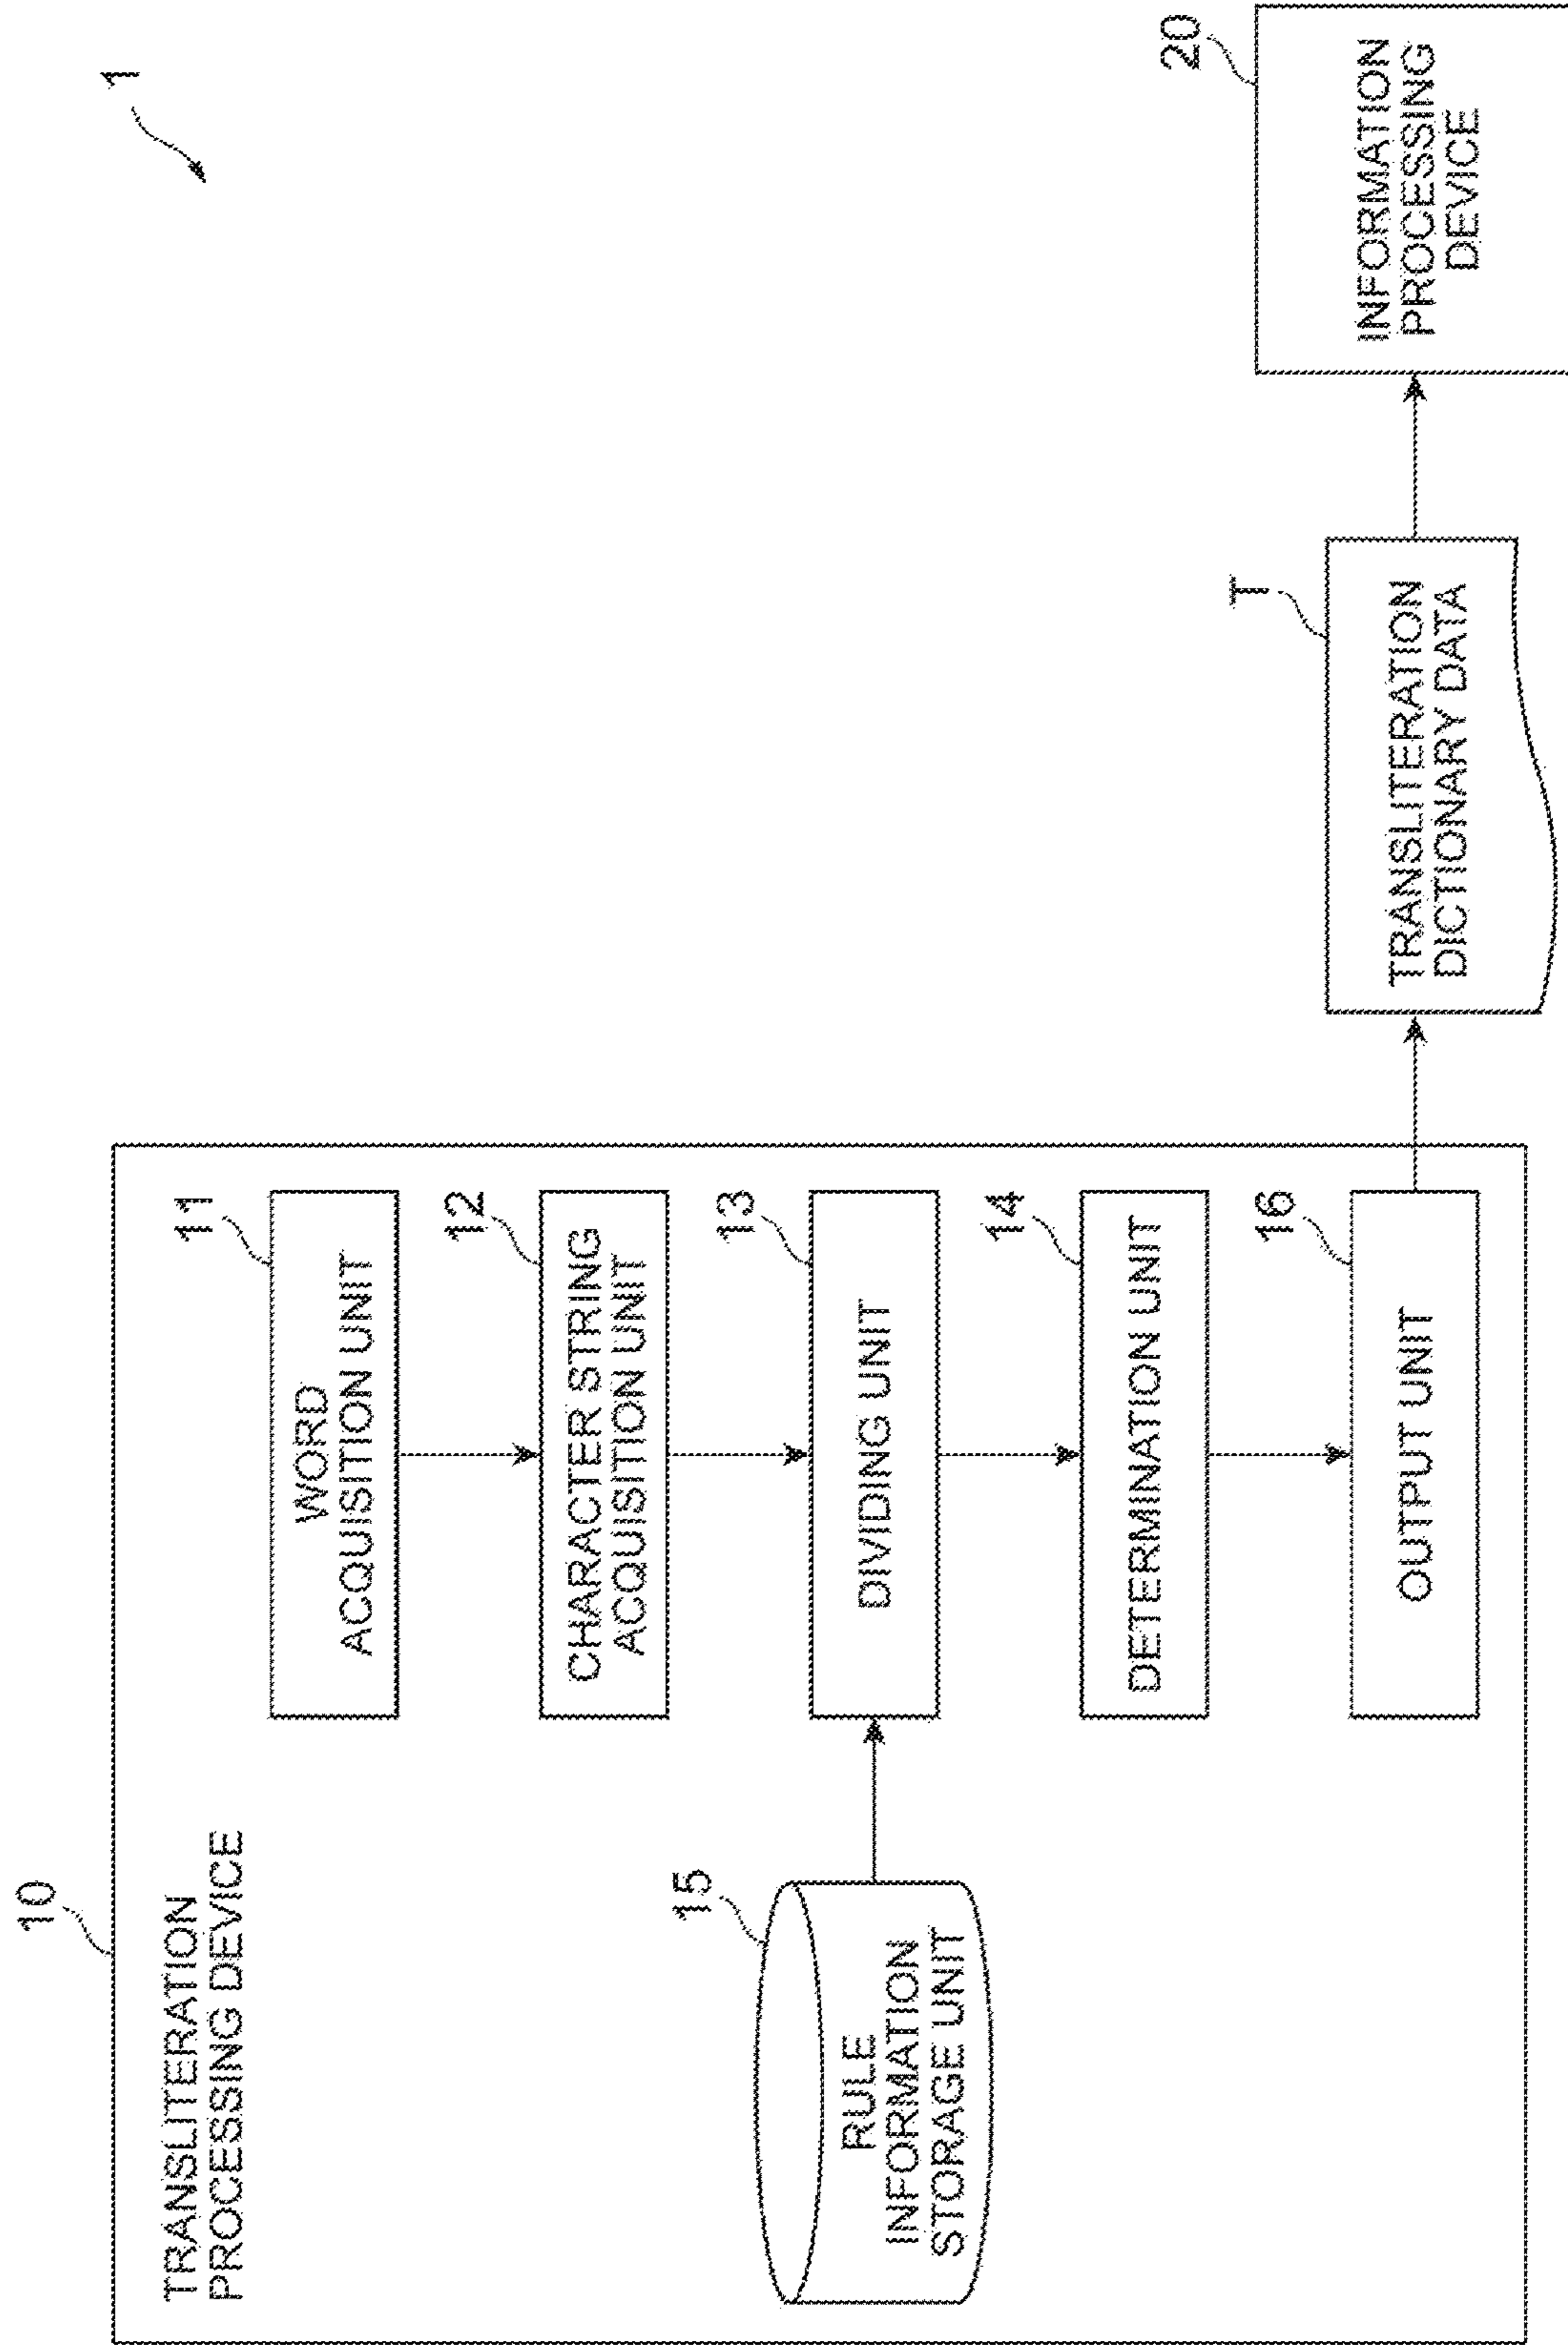 1
10
TRANSLITERATION
PROCESSING DEVICE
11
WORD
ACQUISITION UNIT
12
CHARACTER STRING
ACQUISITION UNIT
15
RULE
INFORMATION
STORAGE UNIT
13
DIVIDING UNIT
14
DETERMINATION UNIT
16
OUTPUT UNIT
T
TRANSLITERATION
DICTIONARY DATA
20
INFORMATION
PROCESSING
DEVICE